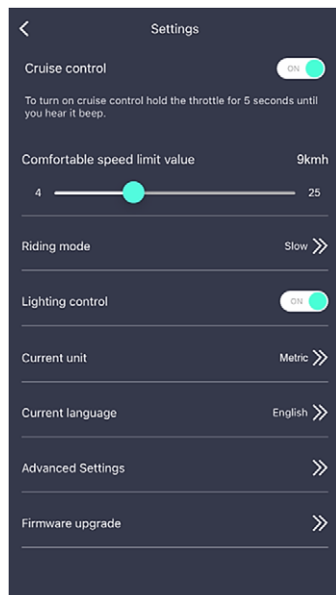 Settings
Cruise control ON
To turn on cruise control hold the throttle for 5 seconds until
you hear it beep.
Comfortable speed limit value 9kmh
4 25
Riding mode Slow
Lighting control ON
Current unit Metric
Current language English
Advanced Settings
Firmware upgrade